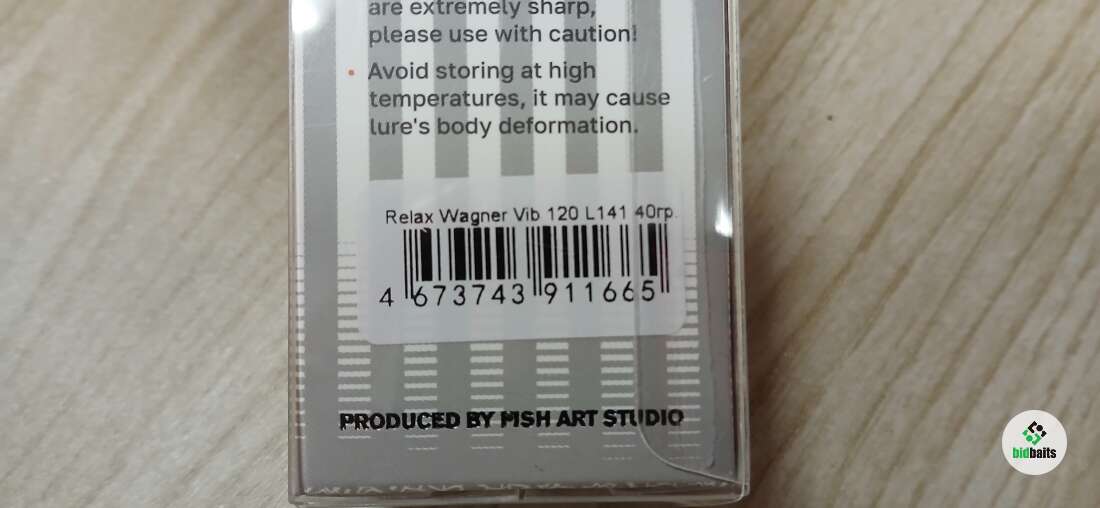 are extremely sharp,
please use with caution!
• Avoid storing at high
temperatures, it may cause
lure's body deformation.
Relax Wagner Vib 120 L141 40гр.
4 673743 911665
PRODUCED BY MSH ART STUDIO
bidbaits